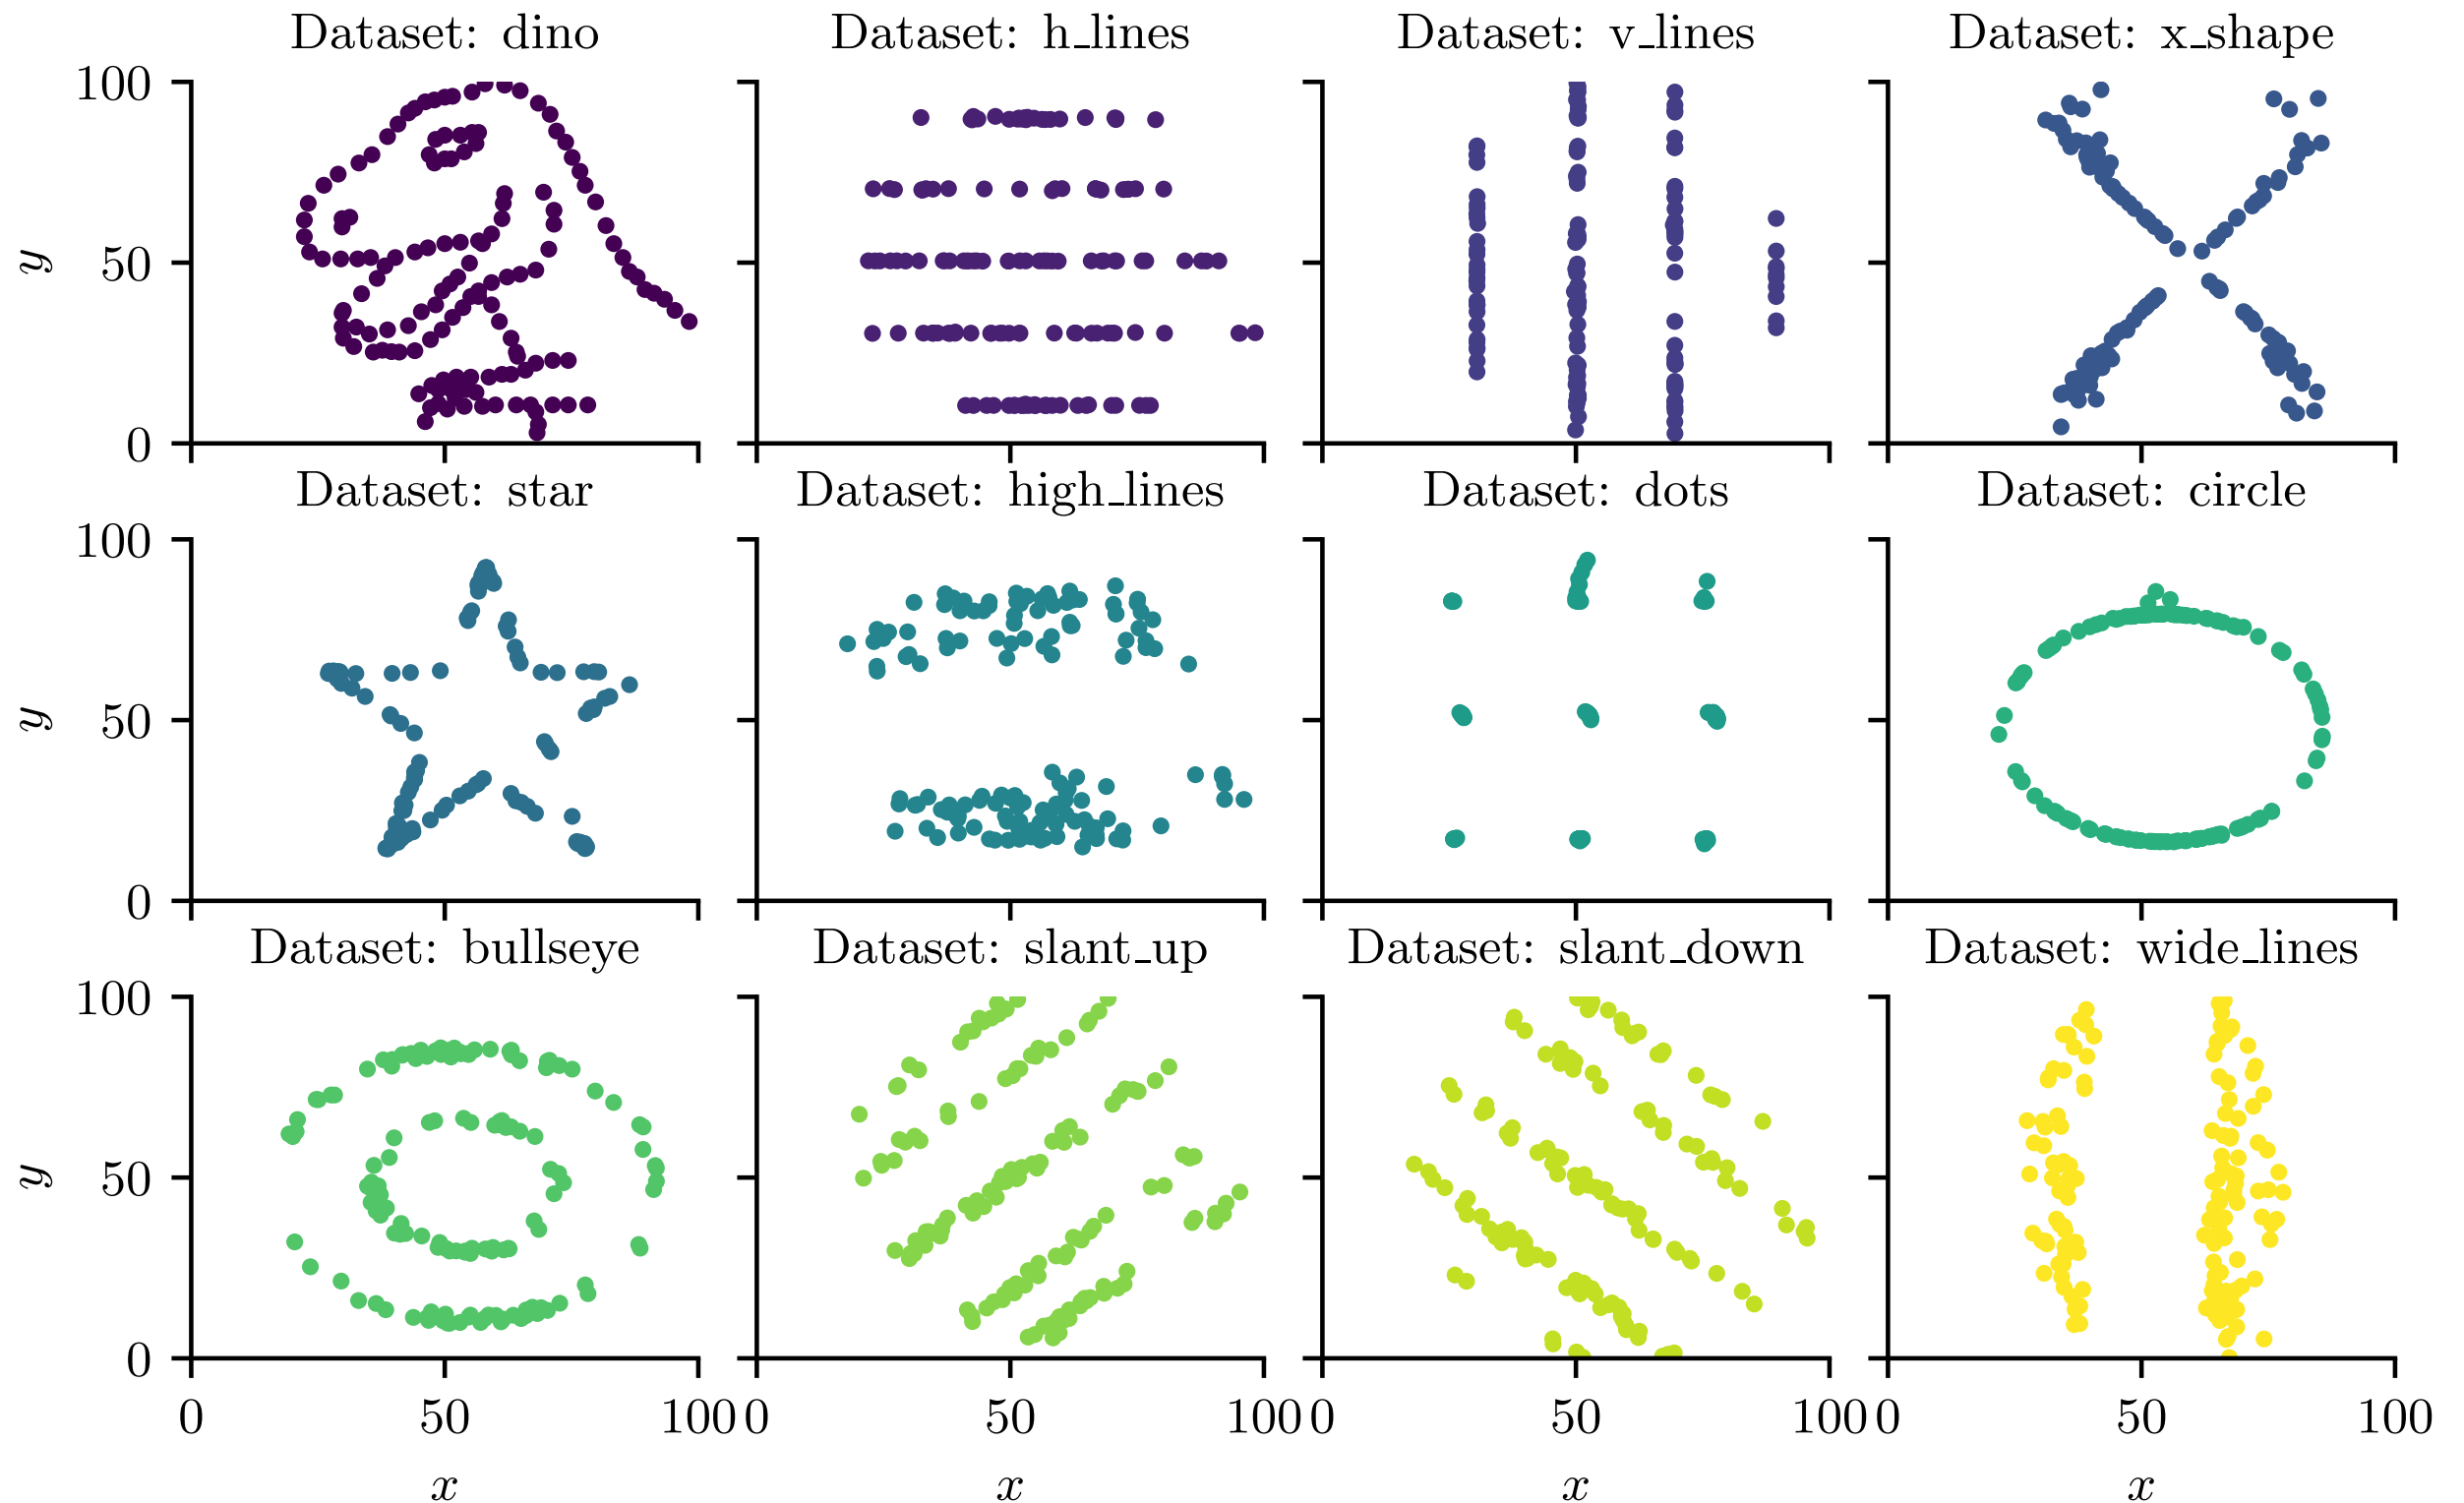 Dataset: dino Dataset: h_lines Dataset: v_lines Dataset: x_shape
100
50
0
y
Dataset: star Dataset: high_lines Dataset: dots Dataset: circle
100
50
0
y
Dataset: bullseye Dataset: slant_up Dataset: slant_down Dataset: wide_lines
100
50
0
y
0 50 100 0 50 100 0 50 100 0 50 100
x x x x